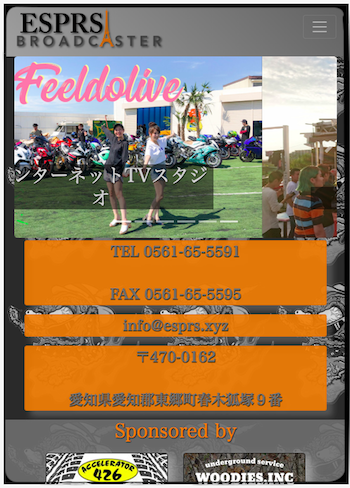 ESPRS
BROADCASTER
Feeldolive
ンターネットTVスタジ
オ
TEL 0561-65-5591
FAX 0561-65-5595
info@esprs.xyz
〒470-0162
愛知県愛知郡東郷町春木狐塚９番
Sponsored by
ACCELERATOR
426
underground service
WOODIES.INC